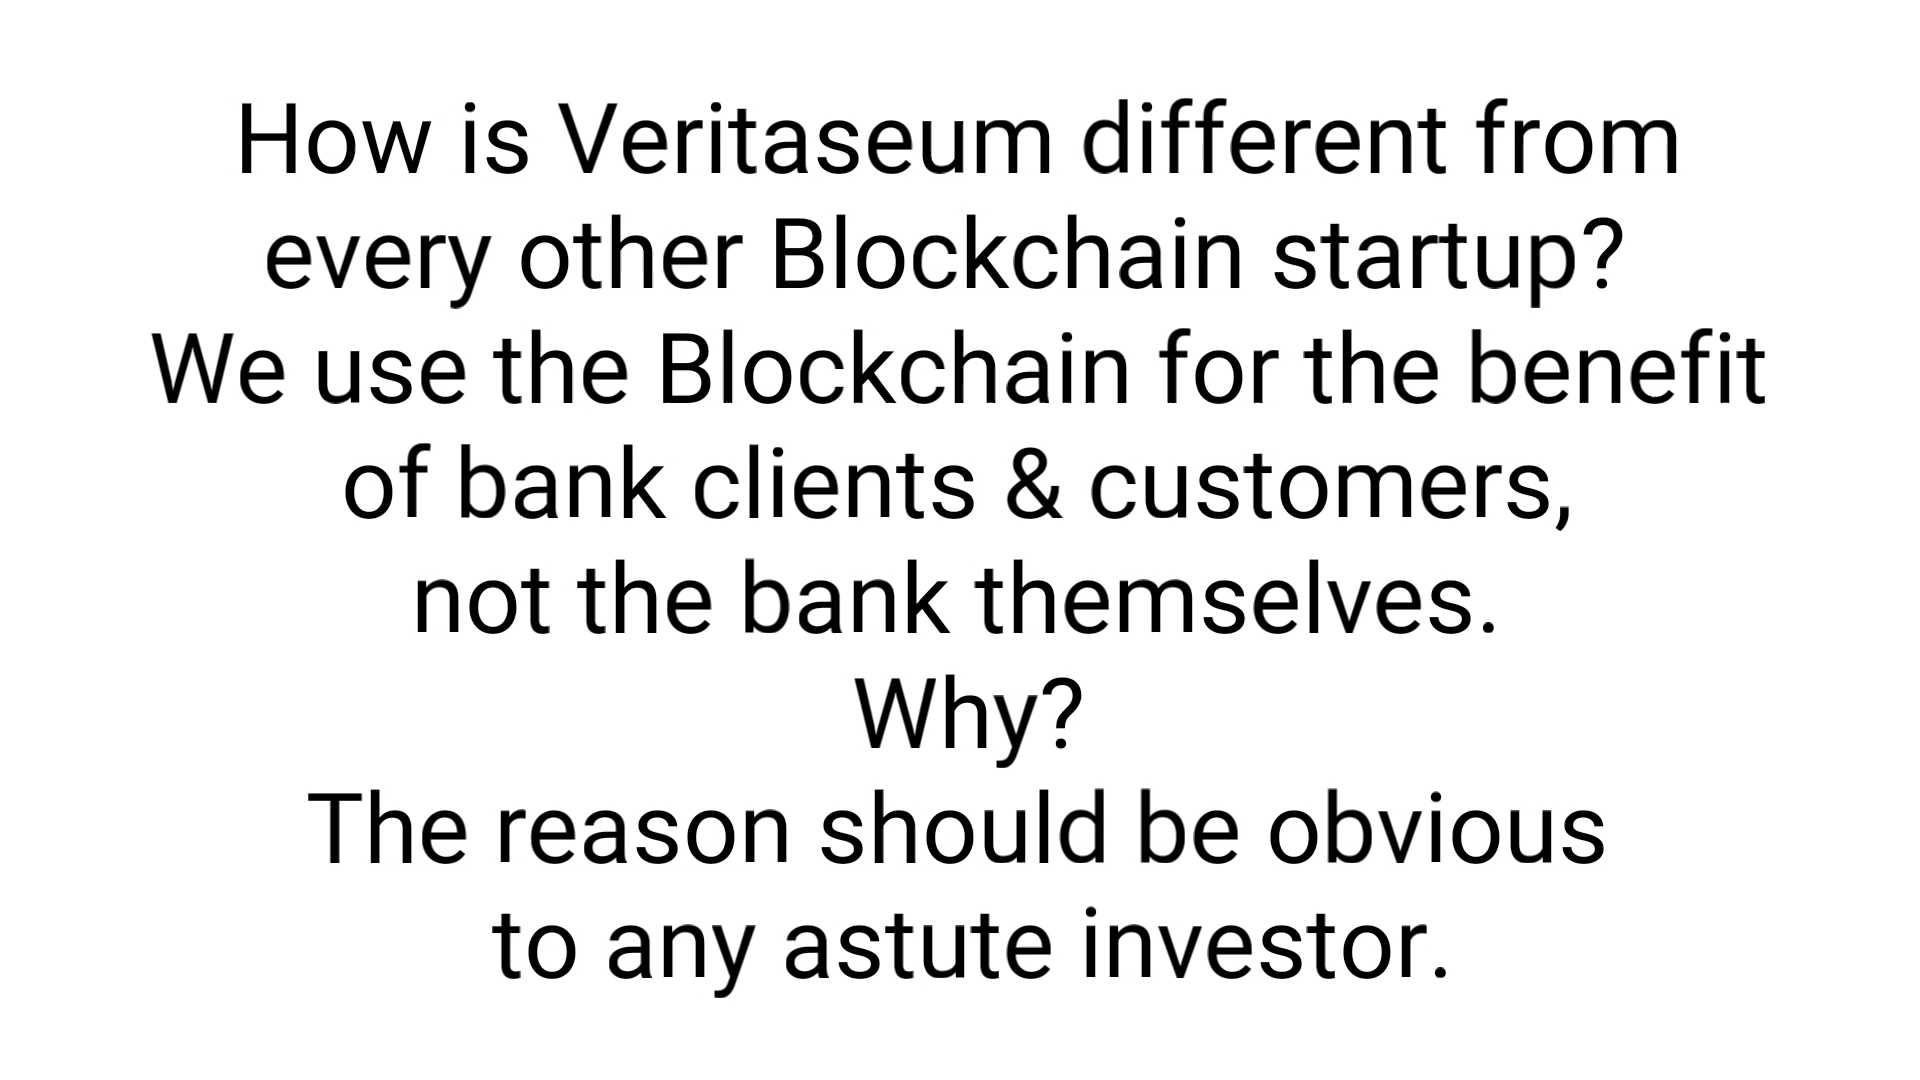 How is Veritaseum different from
every other Blockchain startup?
We use the Blockchain for the benefit
of bank clients & customers,
not the bank themselves.
Why?
The reason should be obvious
to any astute investor.